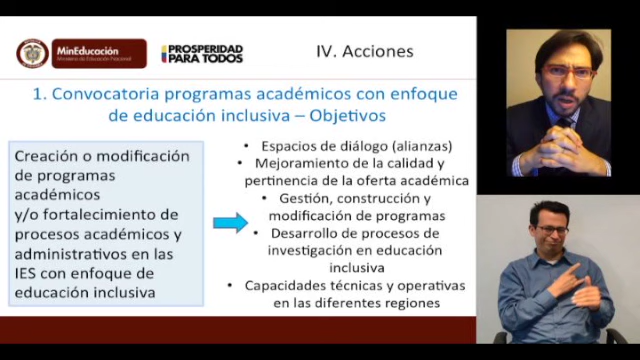 MinEducación
Ministerio de Educación Nacional
PROSPERIDAD
PARA TODOS
IV. Acciones
1. Convocatoria programas académicos con enfoque
de educación inclusiva – Objetivos
Creación o modificación
de programas
académicos
y/o fortalecimiento de
procesos académicos y
administrativos en las
IES con enfoque de
educación inclusiva
• Espacios de diálogo (alianzas)
• Mejoramiento de la calidad y
pertinencia de la oferta académica
• Gestión, construcción y
modificación de programas
• Desarrollo de procesos de
investigación en educación
inclusiva
• Capacidades técnicas y operativas
en las diferentes regiones